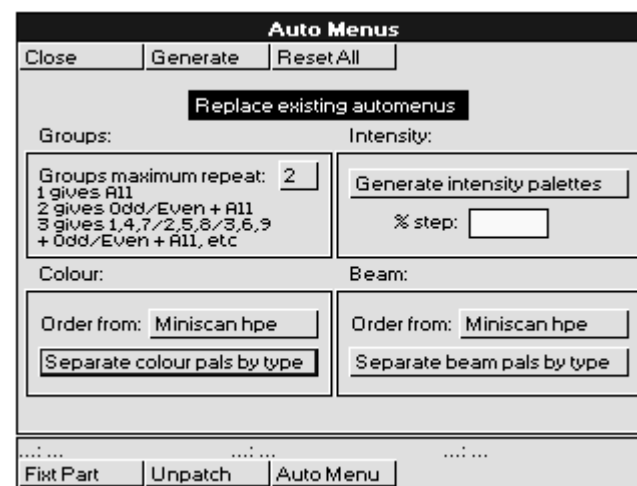 Auto Menus
Close Generate Reset All
Replace existing automenus
Groups: Intensity:
Groups maximum repeat: 2
1 gives All
2 gives Odd/Even + All
3 gives 1,4,7/2,5,8/3,6,9
+ Odd/Even + All, etc
Generate intensity palettes
% step:
Colour: Beam:
Order from: Miniscan hpe Order from: Miniscan hpe
Separate colour pals by type Separate beam pals by type
...: ... ...: ... ...: ...
Fixt Part Unpatch Auto Menu